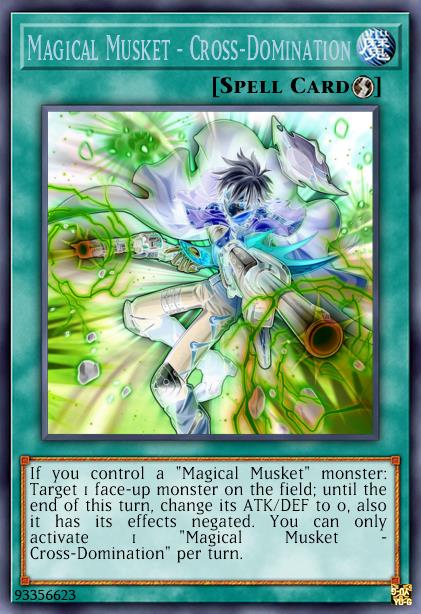 Magical Musket - Cross-Domination
魔
[Spell Card]
If you control a "Magical Musket" monster:
Target 1 face-up monster on the field; until the
end of this turn, change its ATK/DEF to 0, also
it has its effects negated. You can only
activate 1 "Magical Musket -
Cross-Domination" per turn.
93356623